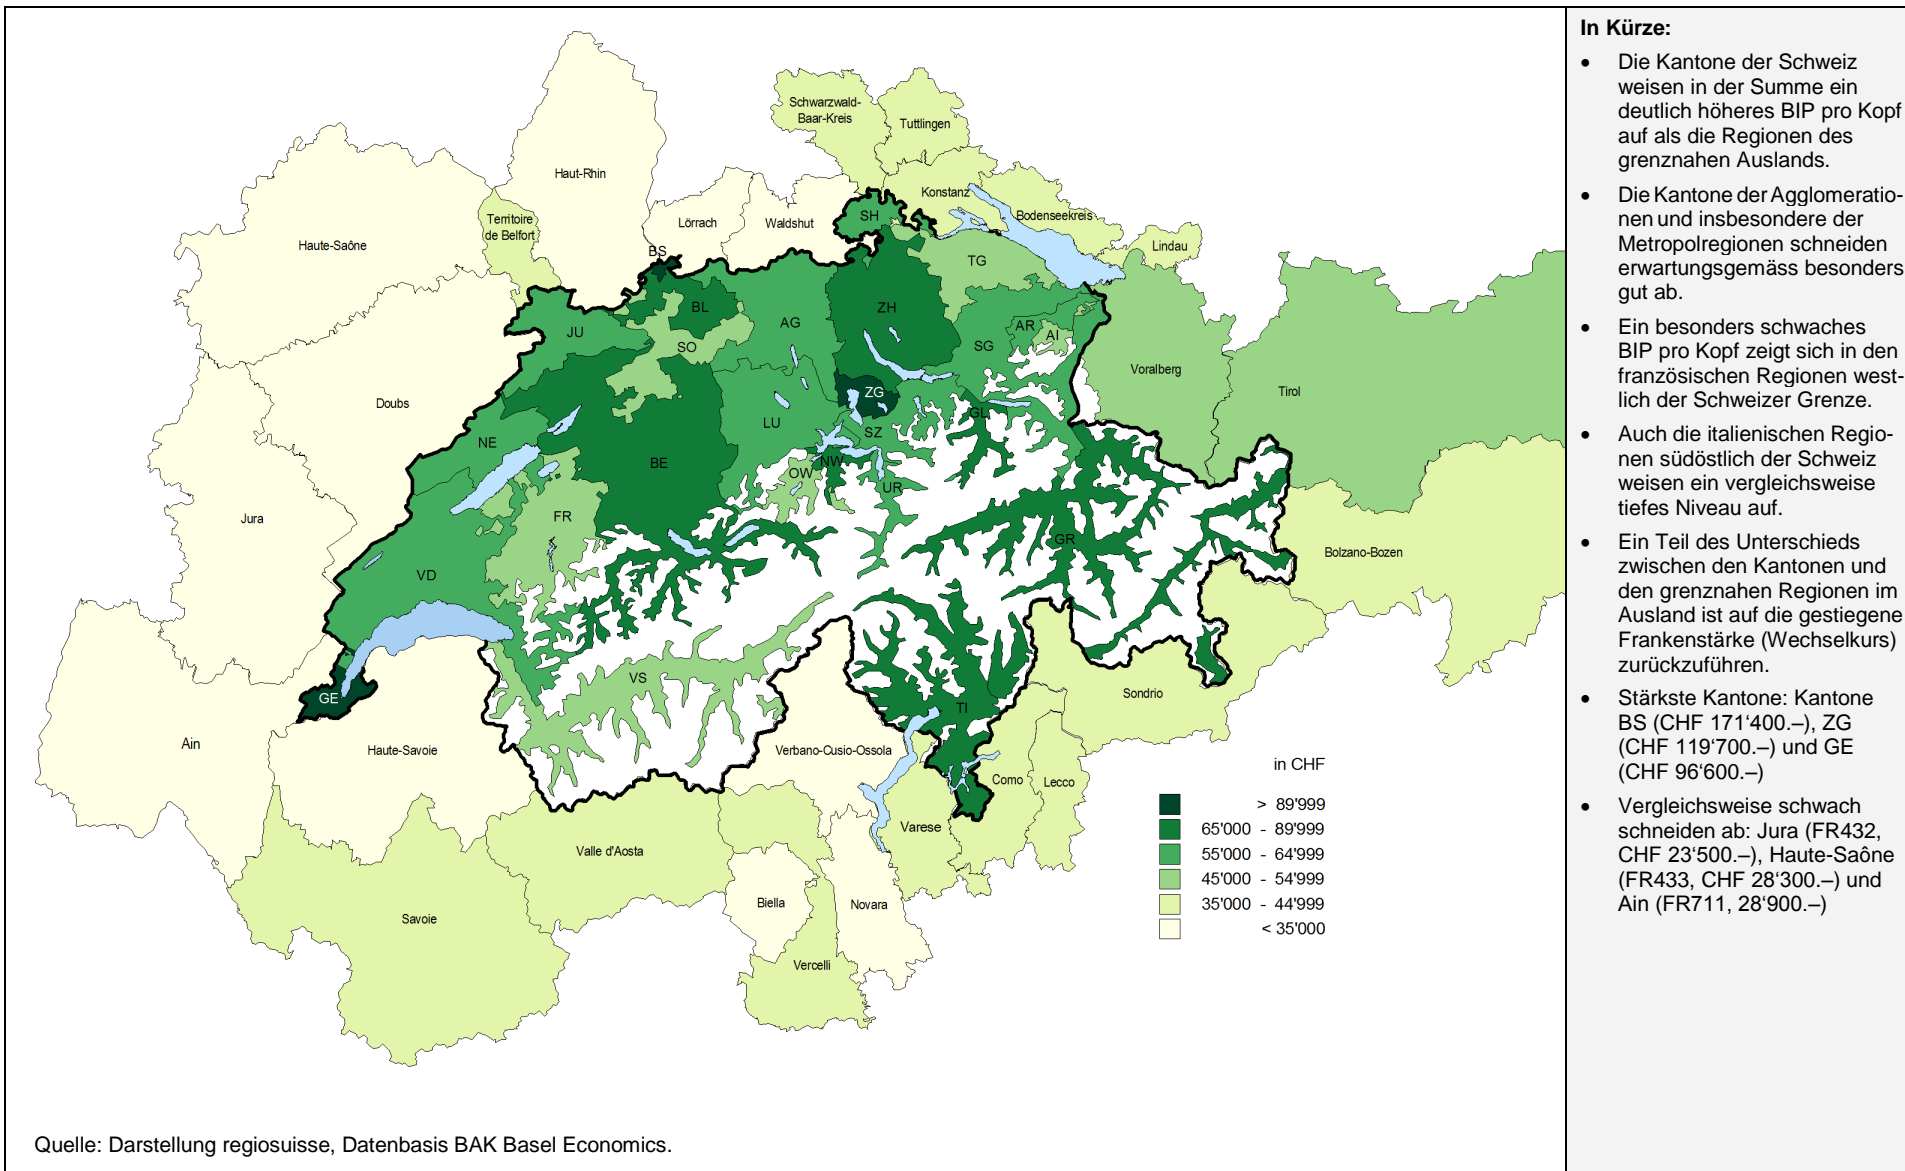 Schwarzwald-
Baar-Kreis
Tuttlingen
Haut-Rhin
Konstanz
Territoire
de Belfort
Lörrach
Waldshut
SH
Bodenseekreis
Haute-Saône
Lindau
BS
TG
BL
ZH
AG
JU
AR
AI
SO
SG
Voralberg
Tirol
ZG
Doubs
GL
LU
SZ
NE
BE
NW
OW
UR
Jura
FR
GR
Bolzano-Bozen
VD
VS
Sondrio
GE
TI
Ain
Haute-Savoie
Verbano-Cusio-Ossola
Como
Lecco
Varese
Valle d'Aosta
Biella
Novara
Savoie
Vercelli
in CHF
> 89'999
65'000 - 89'999
55'000 - 64'999
45'000 - 54'999
35'000 - 44'999
< 35'000
Quelle: Darstellung regiosuisse, Datenbasis BAK Basel Economics.
In Kürze:
• Die Kantone der Schweiz
weisen in der Summe ein
deutlich höheres BIP pro Kopf
auf als die Regionen des
grenznahen Auslands.
• Die Kantone der Agglomeratio-
nen und insbesondere der
Metropolregionen schneiden
erwartungsgemäss besonders
gut ab.
• Ein besonders schwaches
BIP pro Kopf zeigt sich in den
französischen Regionen west-
lich der Schweizer Grenze.
• Auch die italienischen Regio-
nen südöstlich der Schweiz
weisen ein vergleichsweise
tiefes Niveau auf.
• Ein Teil des Unterschieds
zwischen den Kantonen und
den grenznahen Regionen im
Ausland ist auf die gestiegene
Frankenstärke (Wechselkurs)
zurückzuführen.
• Stärkste Kantone: Kantone
BS (CHF 171‘400.–), ZG
(CHF 119‘700.–) und GE
(CHF 96‘600.–)
• Vergleichsweise schwach
schneiden ab: Jura (FR432,
CHF 23‘500.–), Haute-Saône
(FR433, CHF 28‘300.–) und
Ain (FR711, 28‘900.–)